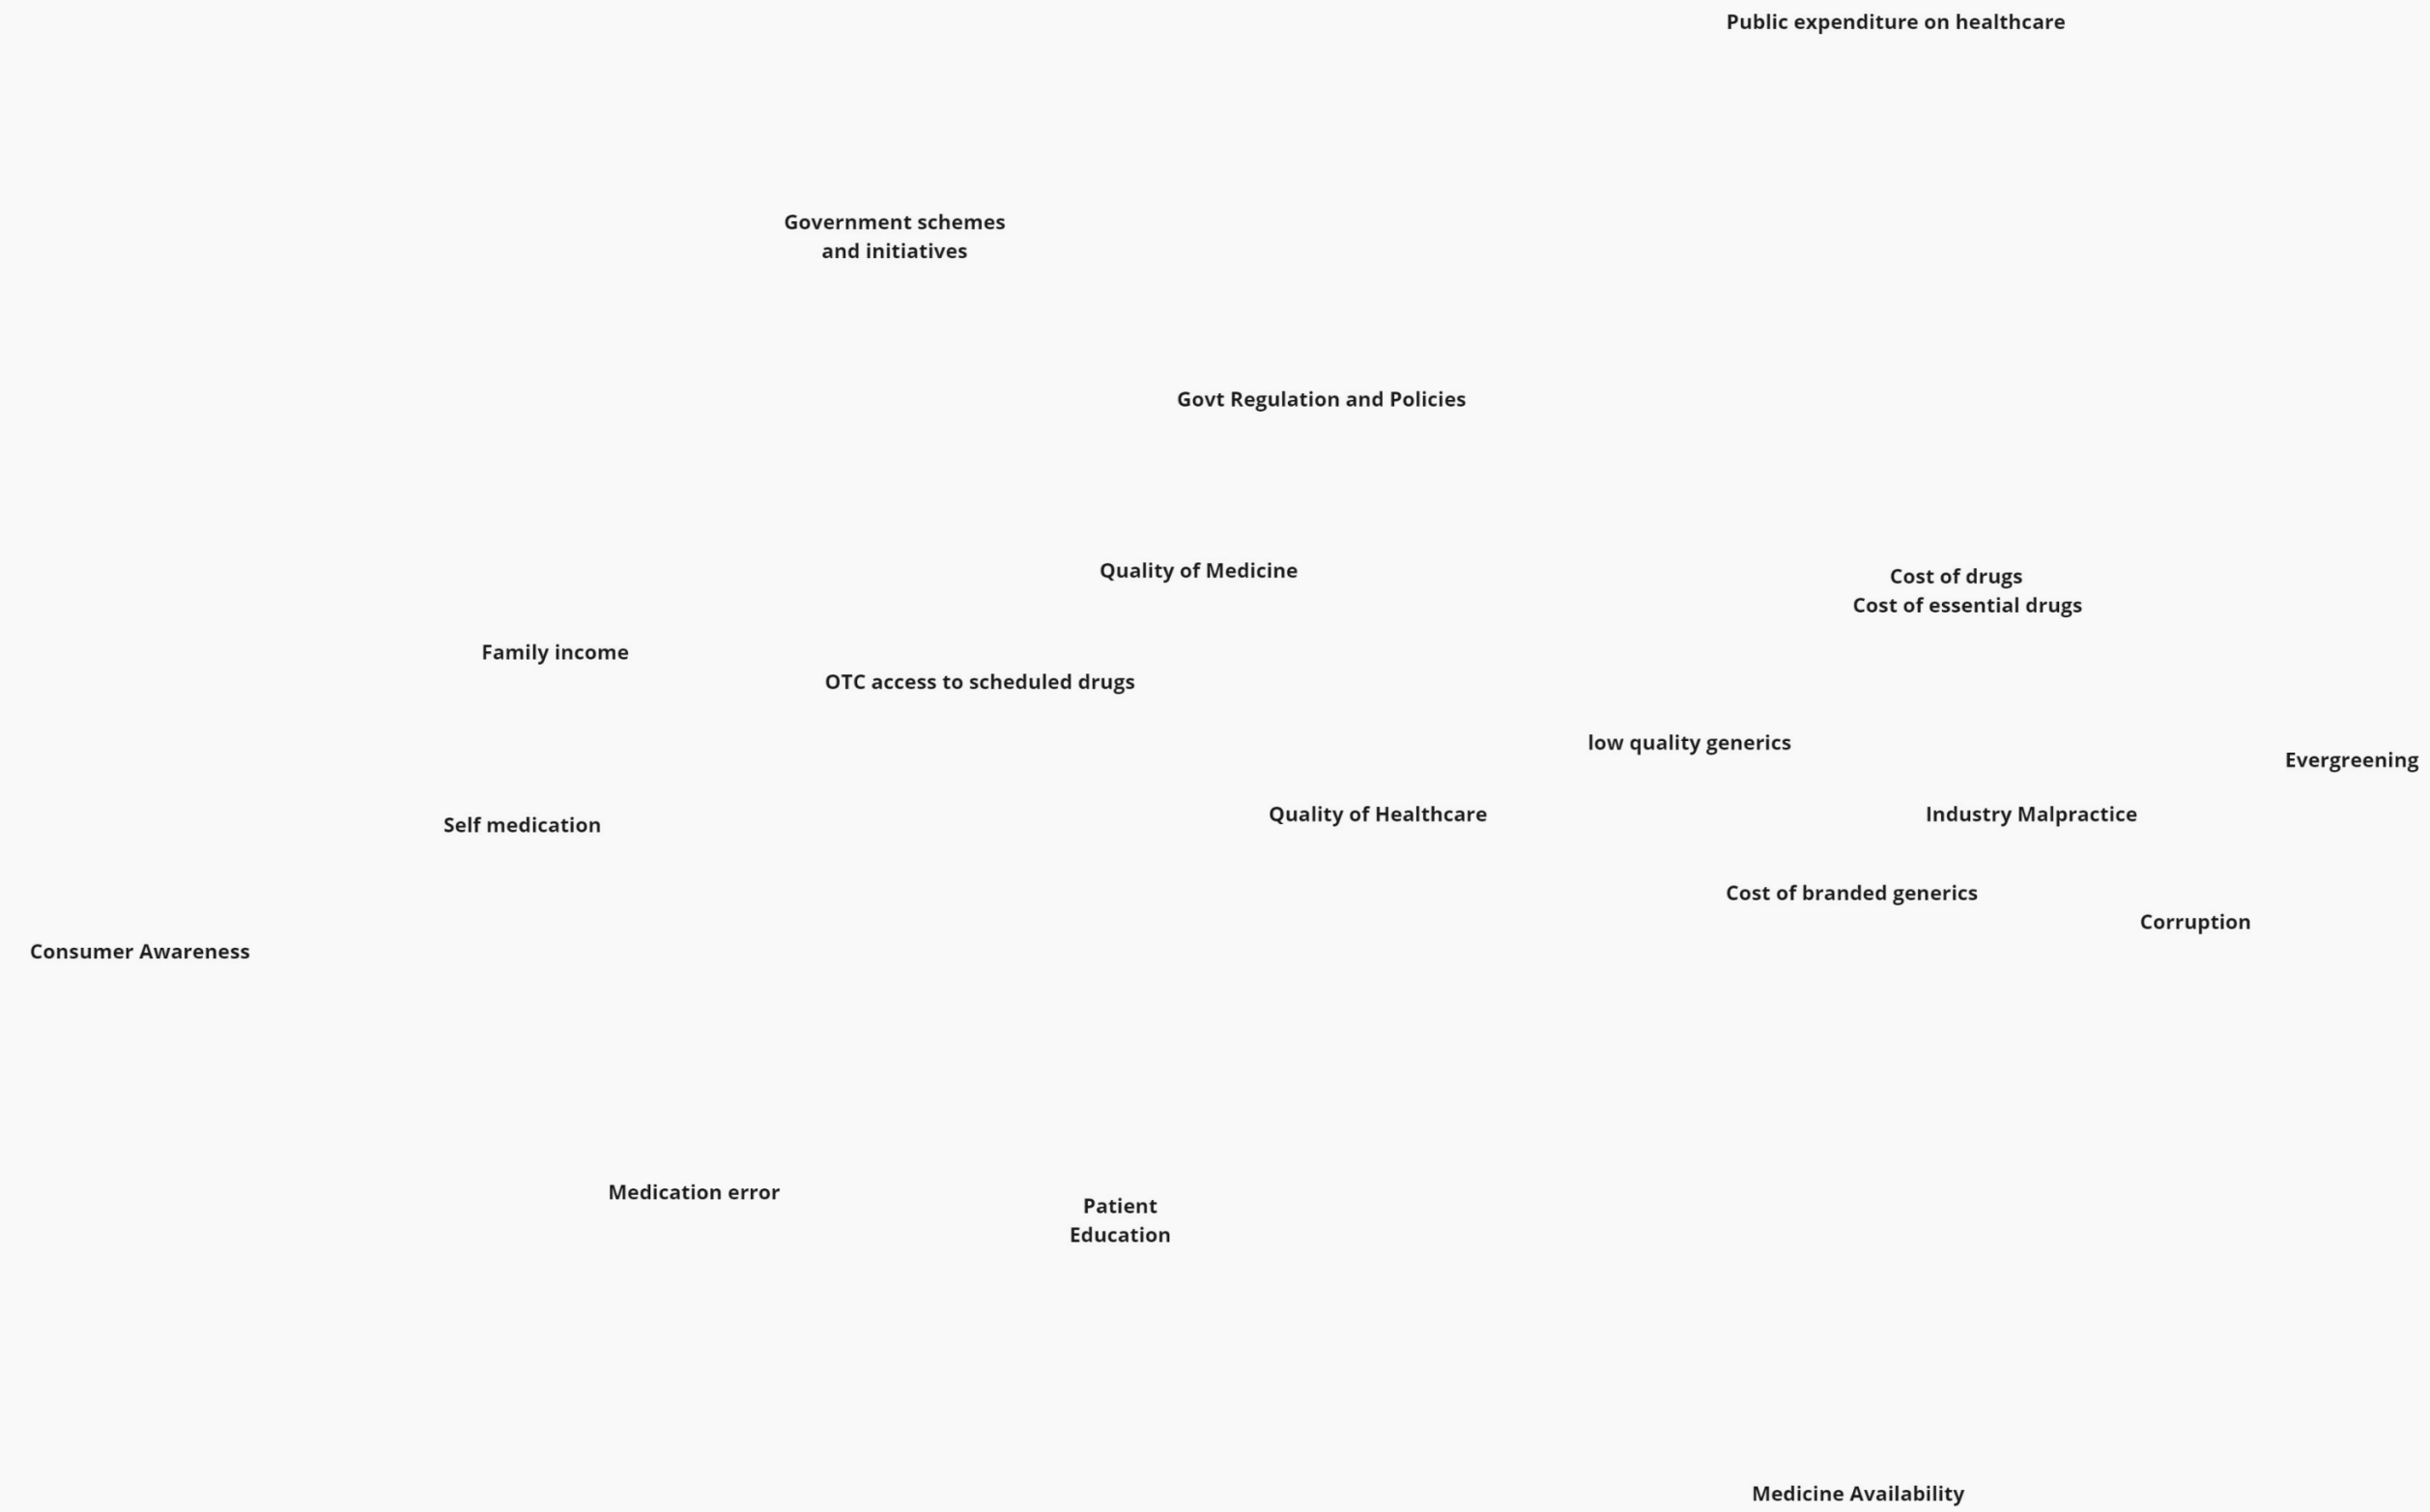 Public expenditure on healthcare
Government schemes
and initiatives
Govt Regulation and Policies
Quality of Medicine
Cost of drugs
Cost of essential drugs
Family income
OTC access to scheduled drugs
low quality generics
Evergreening
Quality of Healthcare
Industry Malpractice
Self medication
Cost of branded generics
Corruption
Consumer Awareness
Medication error
Patient
Education
Medicine Availability